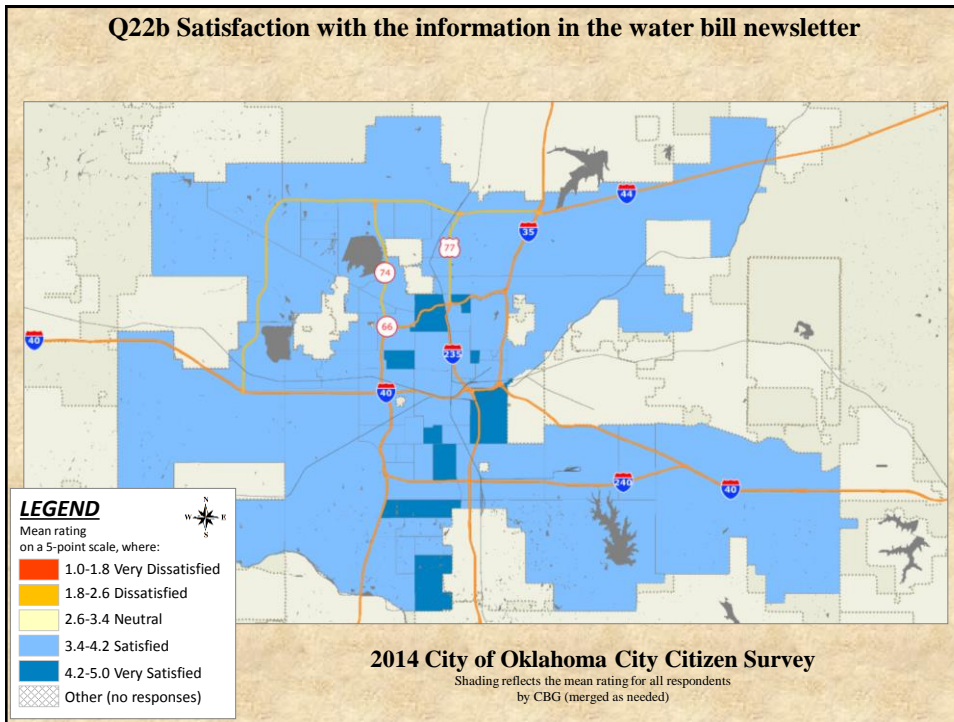 Q22b Satisfaction with the information in the water bill newsletter
44
35
77
74
66
40
235
40
240
40
LEGEND
N
W E
S
Mean rating
on a 5-point scale, where:
1.0-1.8 Very Dissatisfied
1.8-2.6 Dissatisfied
2.6-3.4 Neutral
3.4-4.2 Satisfied
4.2-5.0 Very Satisfied
Other (no responses)
2014 City of Oklahoma City Citizen Survey
Shading reflects the mean rating for all respondents
by CBG (merged as needed)